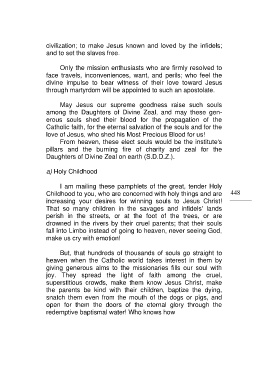 civilization; to make Jesus known and loved by the infidels;
and to set the slaves free.
Only the mission enthusiasts who are firmly resolved to
face travels, inconveniences, want, and perils; who feel the
divine impulse to bear witness of their love toward Jesus
through martyrdom will be appointed to such an apostolate.
May Jesus our supreme goodness raise such souls
among the Daughters of Divine Zeal, and may these gen-
erous souls shed their blood for the propagation of the
Catholic faith, for the eternal salvation of the souls and for the
love of Jesus, who shed his Most Precious Blood for us!
From heaven, these elect souls would be the institute's
pillars and the burning fire of charity and zeal for the
Daughters of Divine Zeal on earth (S.D.D.Z.).
a) Holy Childhood
I am mailing these pamphlets of the great, tender Holy
Childhood to you, who are concerned with holy things and are
increasing your desires for winning souls to Jesus Christ!
That so many children in the savages and infidels' lands
perish in the streets, or at the foot of the trees, or are
drowned in the rivers by their cruel parents; that their souls
fall into Limbo instead of going to heaven, never seeing God,
make us cry with emotion!
But, that hundreds of thousands of souls go straight to
heaven when the Catholic world takes interest in them by
giving generous aims to the missionaries fills our soul with
joy. They spread the light of faith among the cruel,
superstitious crowds, make them know Jesus Christ, make
the parents be kind with their children, baptize the dying,
snatch them even from the mouth of the dogs or pigs, and
open for them the doors of the eternal glory through the
redemptive baptismal water! Who knows how
448